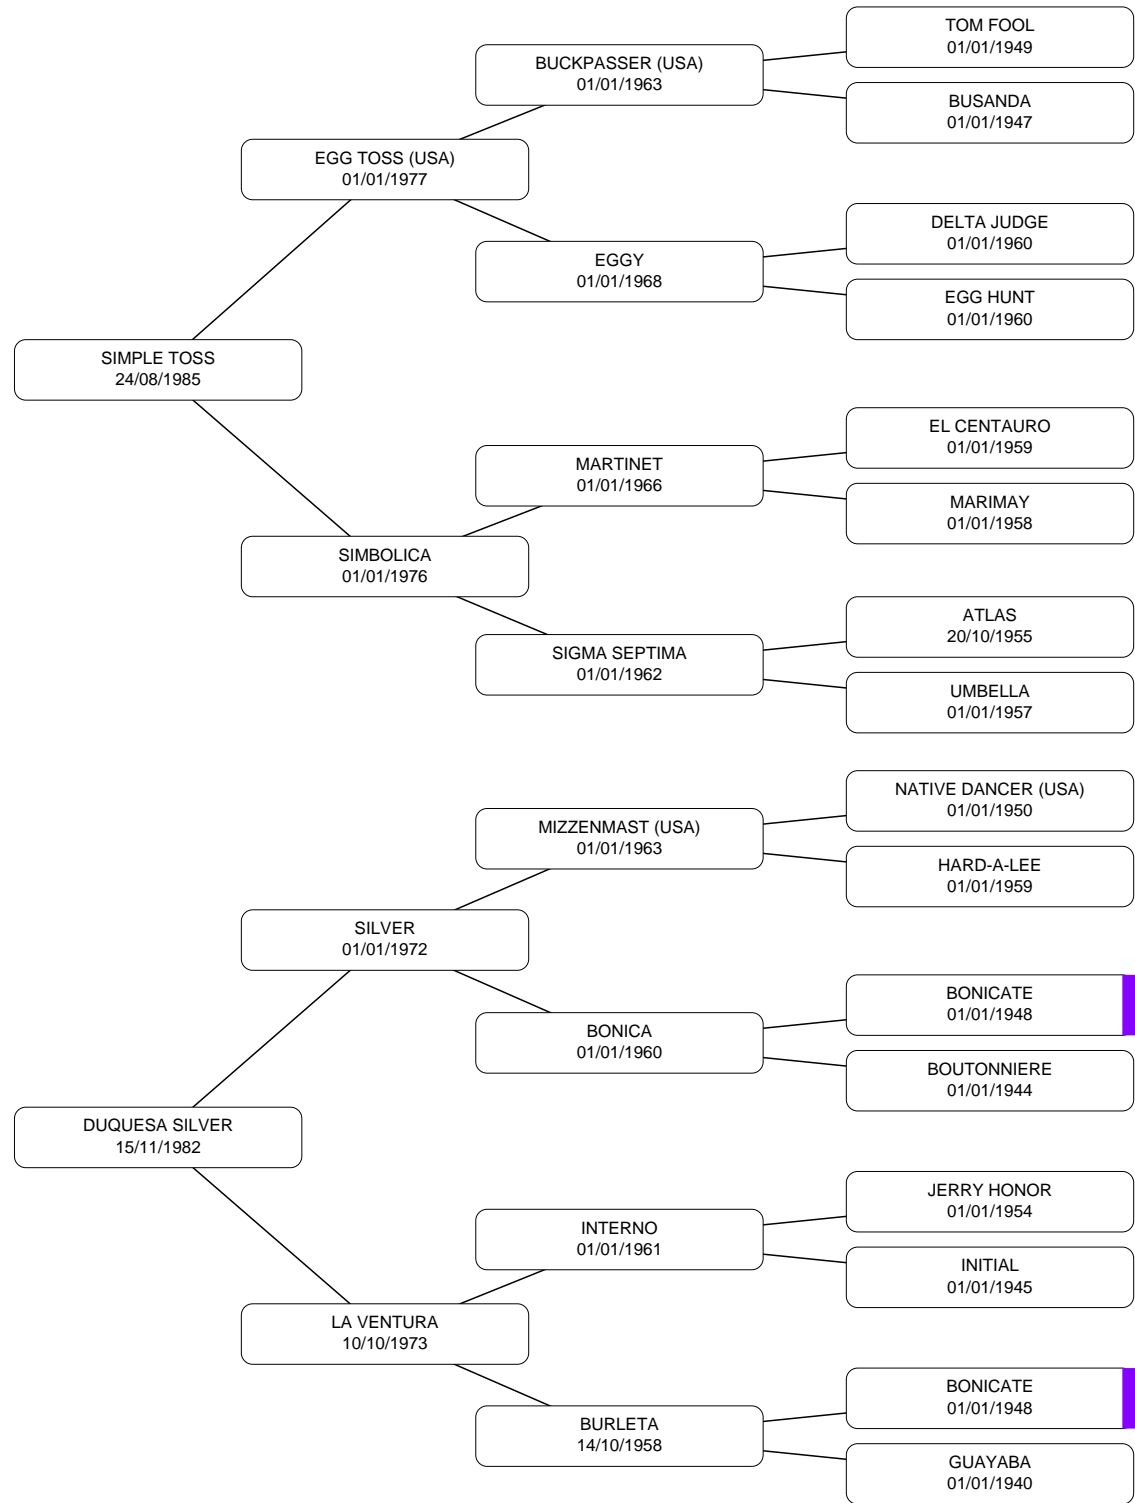 TOM FOOL
01/01/1949
BUCKPASSER (USA)
01/01/1963
BUSANDA
01/01/1947
EGG TOSS (USA)
01/01/1977
DELTA JUDGE
01/01/1960
EGGY
01/01/1968
EGG HUNT
01/01/1960
SIMPLE TOSS
24/08/1985
EL CENTAURO
01/01/1959
MARTINET
01/01/1966
MARIMAY
01/01/1958
SIMBOLICA
01/01/1976
ATLAS
20/10/1955
SIGMA SEPTIMA
01/01/1962
UMBELLA
01/01/1957
NATIVE DANCER (USA)
01/01/1950
MIZZENMAST (USA)
01/01/1963
HARD-A-LEE
01/01/1959
SILVER
01/01/1972
BONICATE
01/01/1948
BONICA
01/01/1960
BOUTONNIERE
01/01/1944
DUQUESA SILVER
15/11/1982
JERRY HONOR
01/01/1954
INTERNO
01/01/1961
INITIAL
01/01/1945
LA VENTURA
10/10/1973
BONICATE
01/01/1948
BURLETA
14/10/1958
GUAYABA
01/01/1940